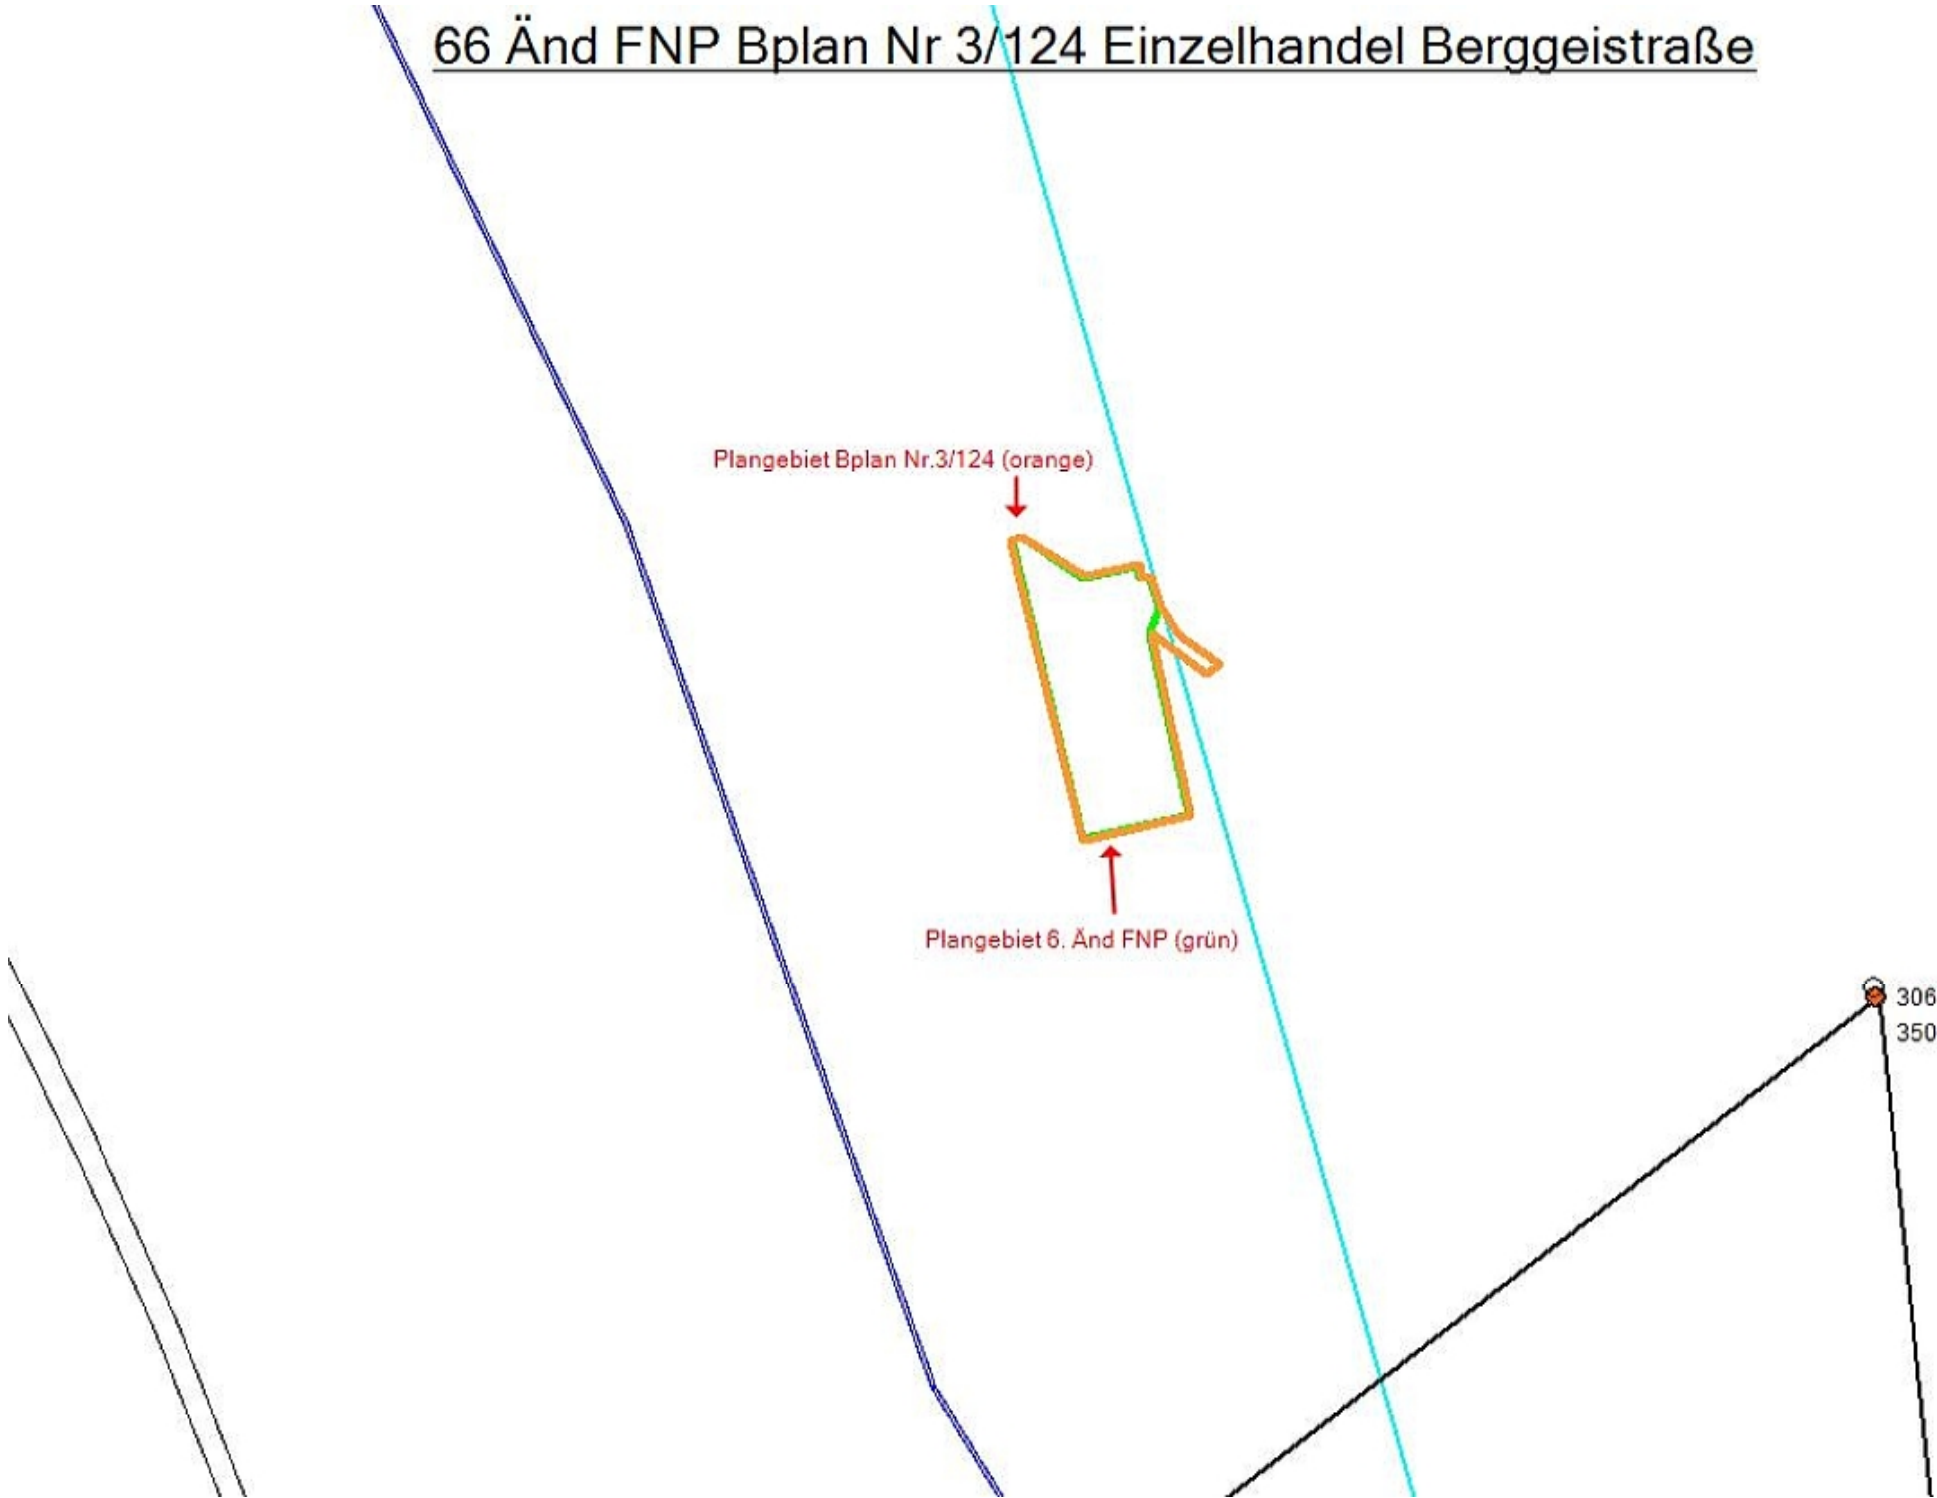 66 Änd FNP Bplan Nr 3/124 Einzelhandel Berggeistraße
Plangebiet Bplan Nr.3/124 (orange)
Plangebiet 6. Änd FNP (grün)
306
350